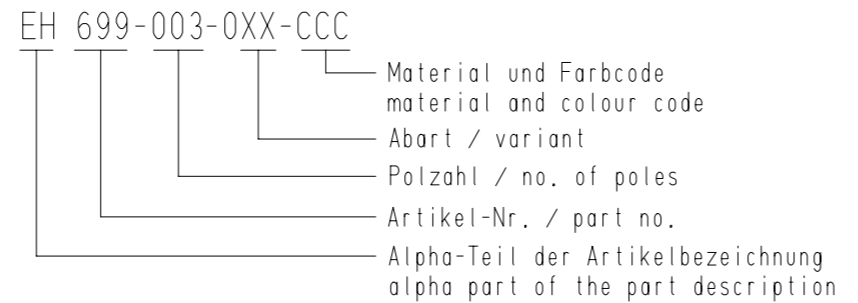 EH 699-003-0XX-CCC
Material und Farbcode
material and colour code
Abart / variant
Polzahl / no. of poles
Artikel-Nr. / part no.
Alpha-Teil der Artikelbezeichnung
alpha part of the part description